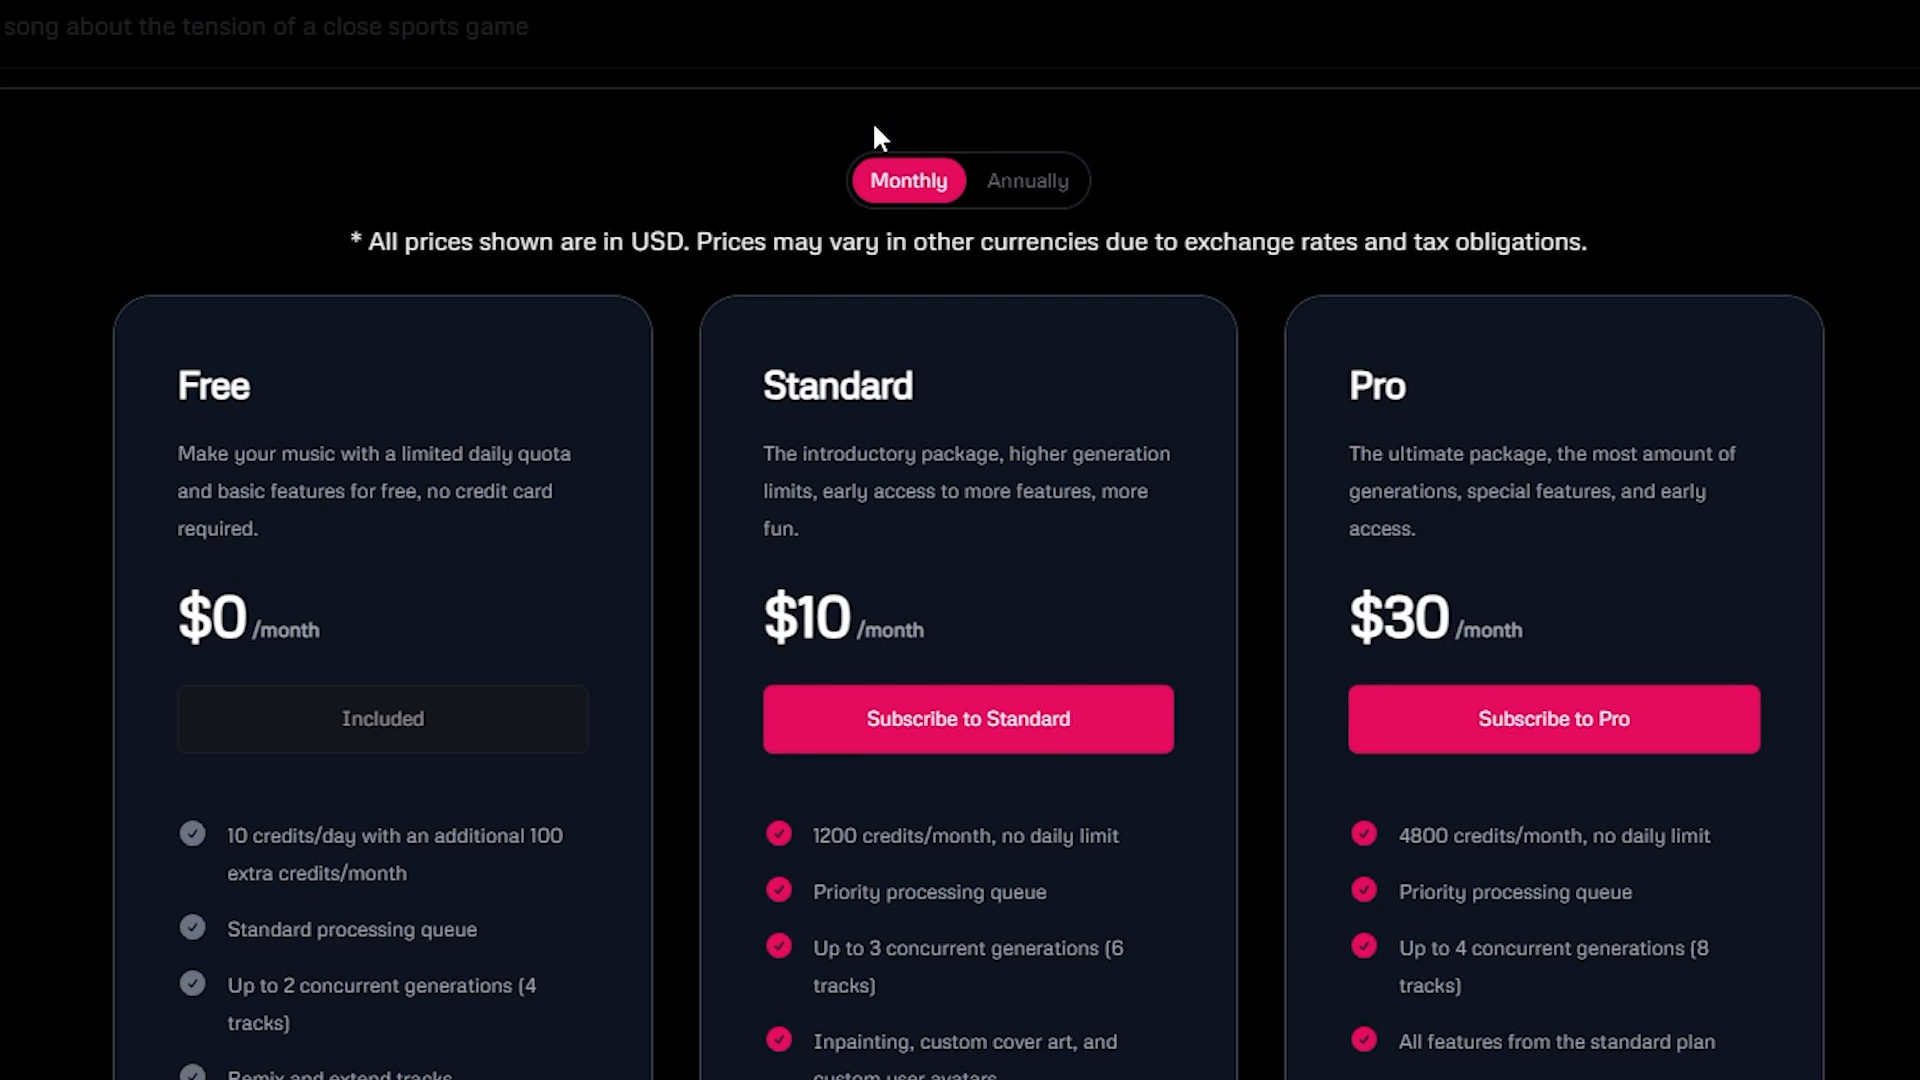 song about the tension of a close sports game
Monthly
Annually
* All prices shown are in USD. Prices may vary in other currencies due to exchange rates and tax obligations.
Free
Make your music with a limited daily quota
and basic features for free, no credit card
required.
$0 /month
Included
10 credits/day with an additional 100
extra credits/month
Standard processing queue
Up to 2 concurrent generations (4
tracks)
Remix and extend tracks
Standard
The introductory package, higher generation
limits, early access to more features, more
fun.
$10 /month
Subscribe to Standard
1200 credits/month, no daily limit
Priority processing queue
Up to 3 concurrent generations (6
tracks)
Inpainting, custom cover art, and
custom user avatars
Pro
The ultimate package, the most amount of
generations, special features, and early
access.
$30 /month
Subscribe to Pro
4800 credits/month, no daily limit
Priority processing queue
Up to 4 concurrent generations (8
tracks)
All features from the standard plan